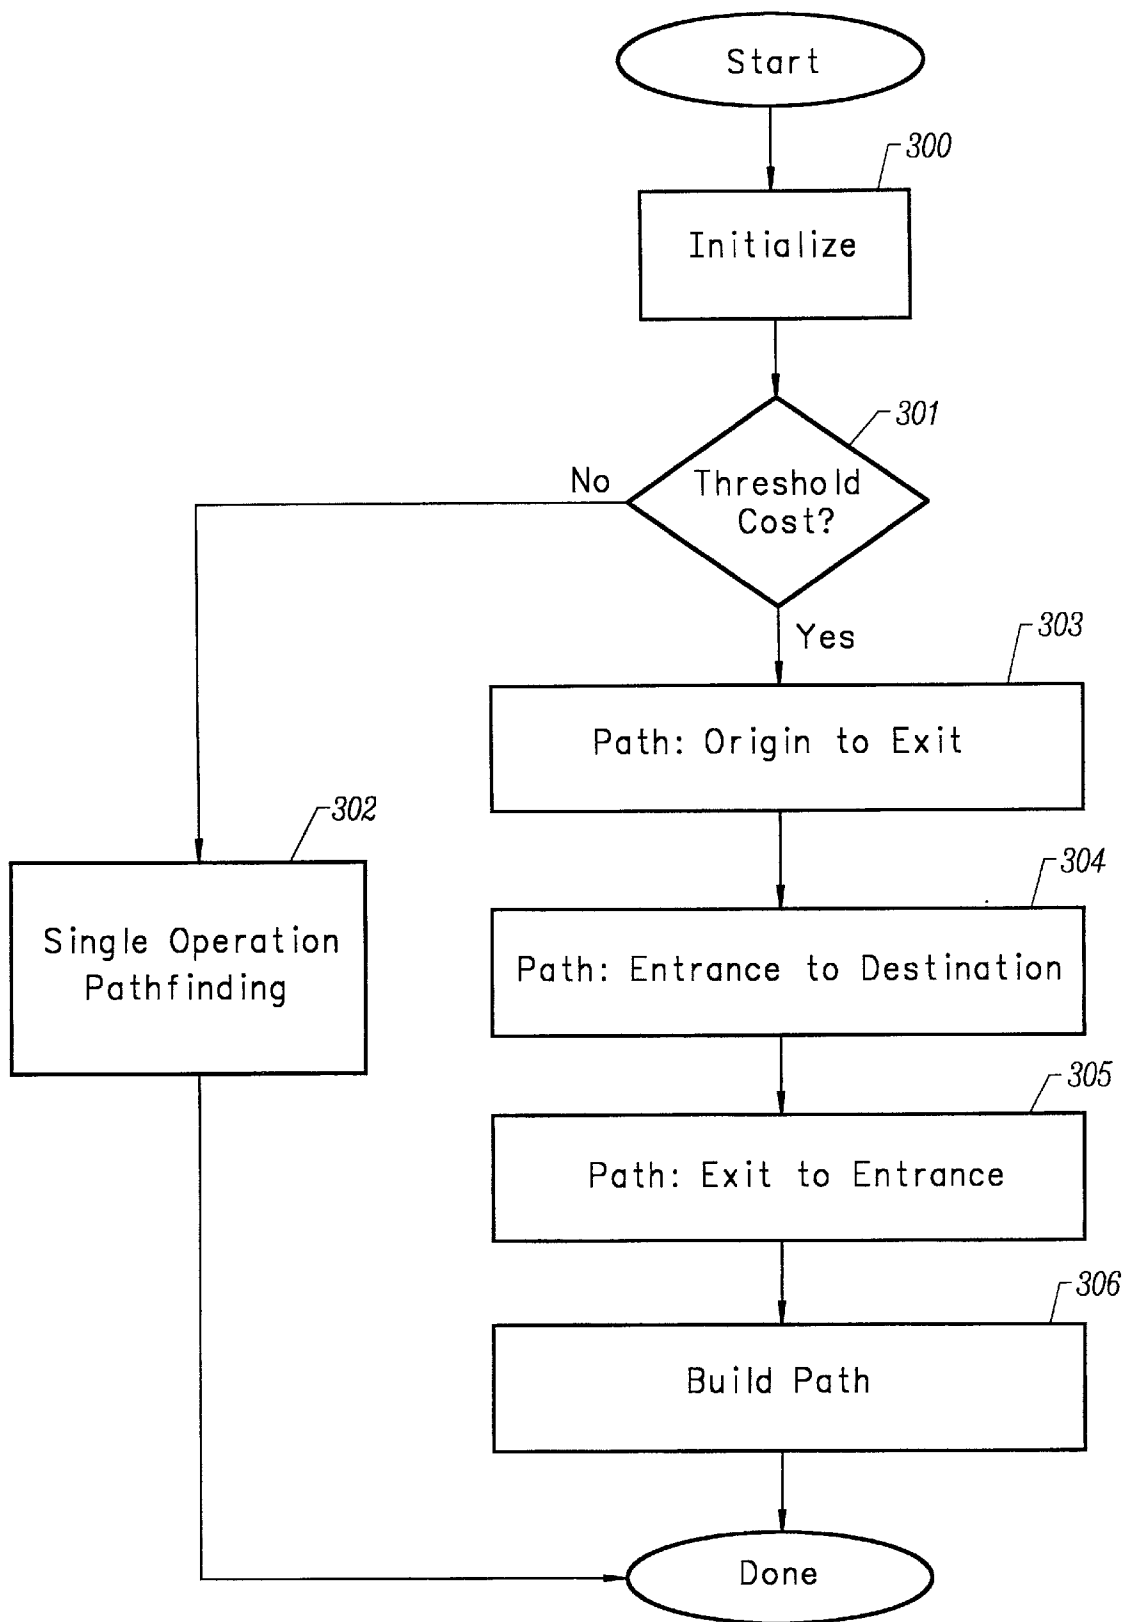 Start
300
Initialize
301
No
Threshold
Cost?
Yes
303
Path: Origin to Exit
302
304
Single Operation
Pathfinding
Path: Entrance to Destination
305
Path: Exit to Entrance
306
Build Path
Done